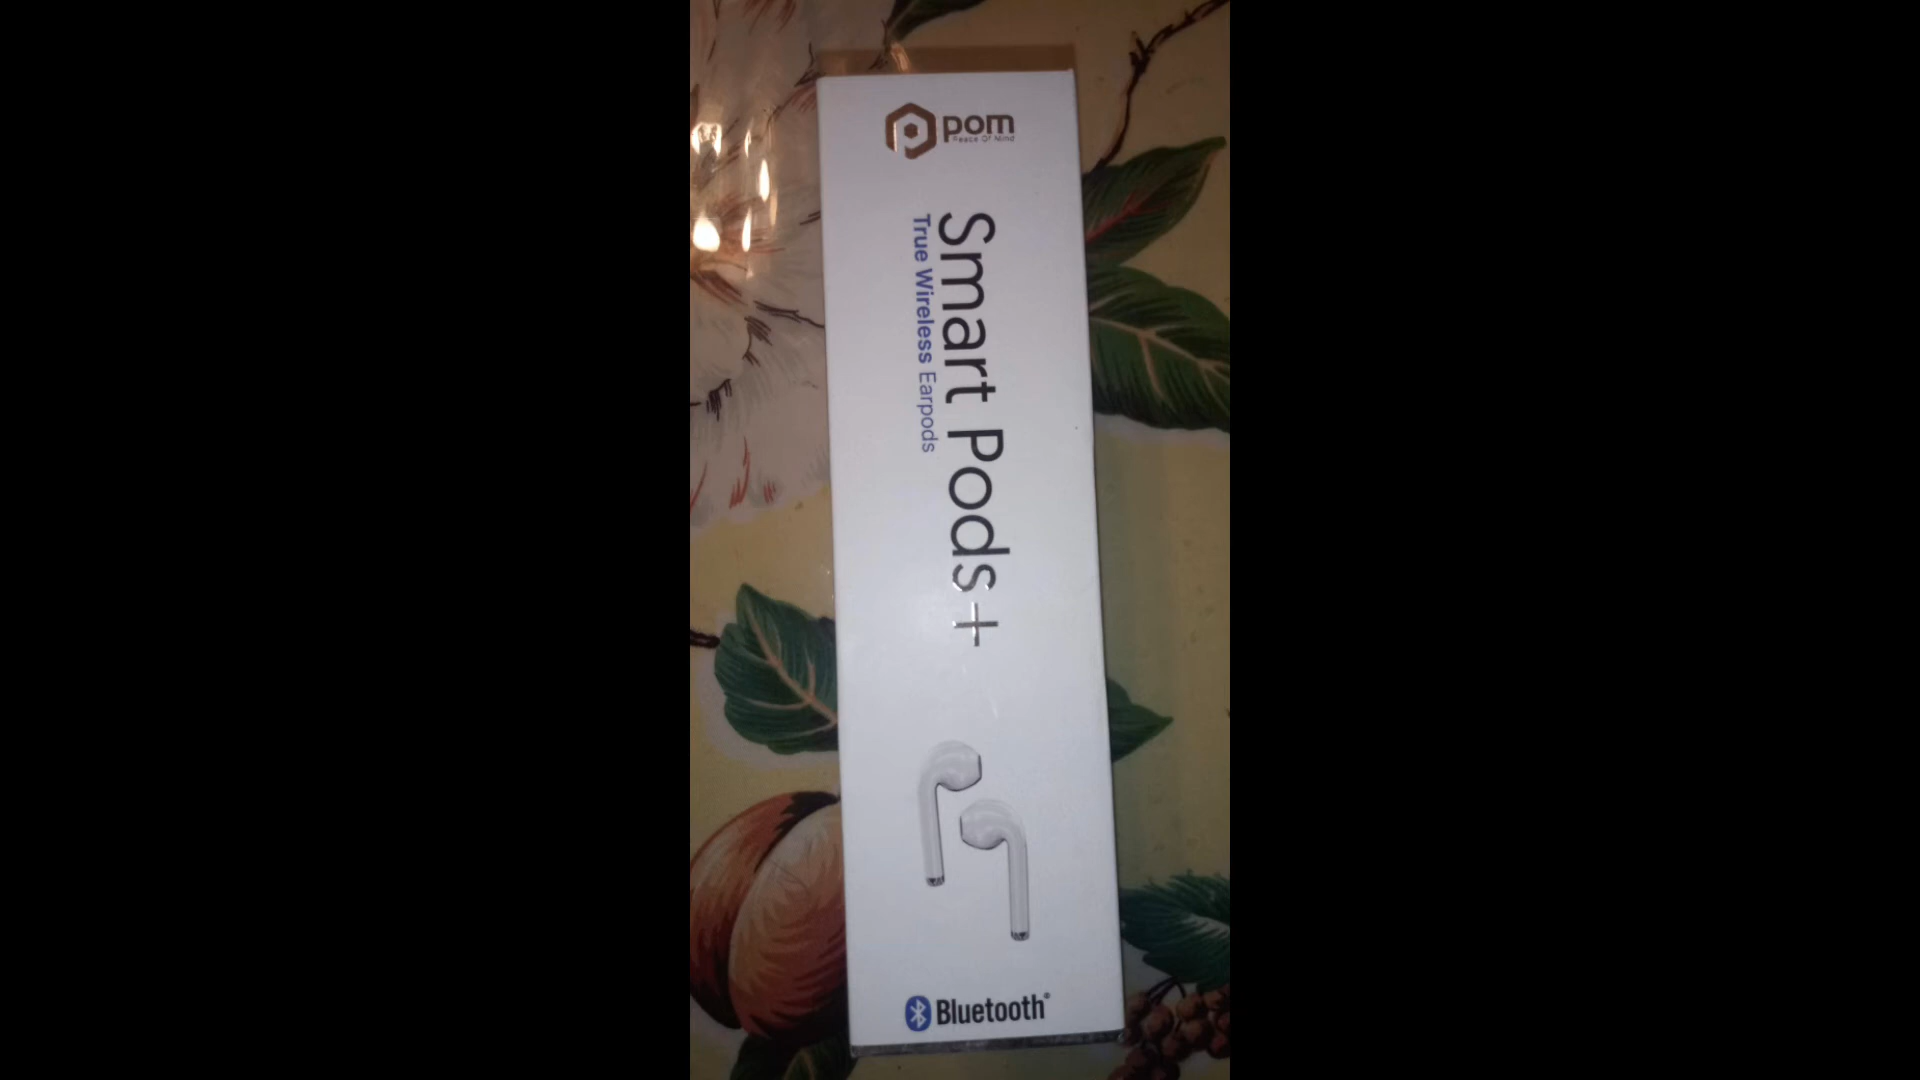 pom
Peace Of Mind
Smart Pods+
True Wireless Earpods
Bluetooth®